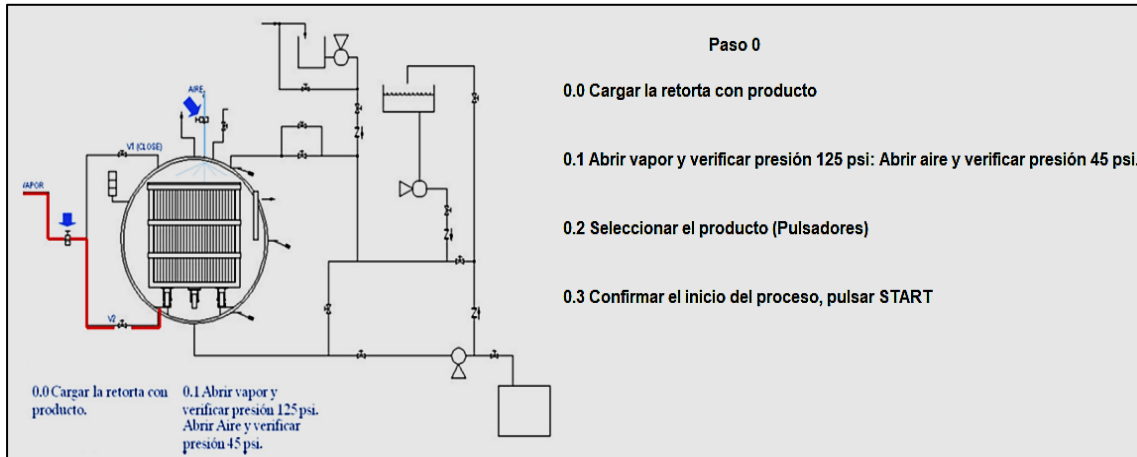 Paso 0
0.0 Cargar la retorta con producto
0.1 Abrir vapor y verificar presión 125 psi: Abrir aire y verificar presión 45 psi.
0.2 Seleccionar el producto (Pulsadores)
0.3 Confirmar el inicio del proceso, pulsar START
AIRE
V1 (CLOSE)
VAPOR
V2
0.0 Cargar la retorta con
producto.
0.1 Abrir vapor y
verificar presión 125 psi.
Abrir Aire y verificar
presión 45 psi.